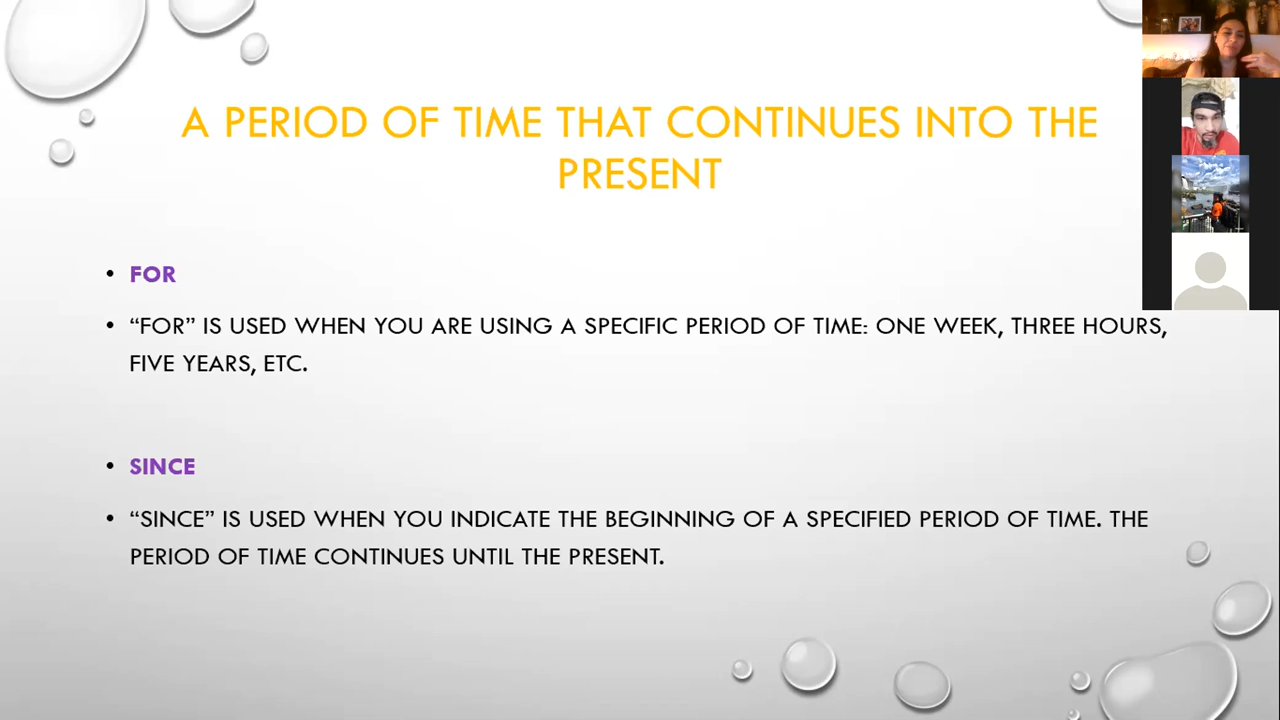 A PERIOD OF TIME THAT CONTINUES INTO THE
PRESENT
• FOR
• “FOR” IS USED WHEN YOU ARE USING A SPECIFIC PERIOD OF TIME: ONE WEEK, THREE HOURS,
FIVE YEARS, ETC.
• SINCE
• “SINCE” IS USED WHEN YOU INDICATE THE BEGINNING OF A SPECIFIED PERIOD OF TIME. THE
PERIOD OF TIME CONTINUES UNTIL THE PRESENT.